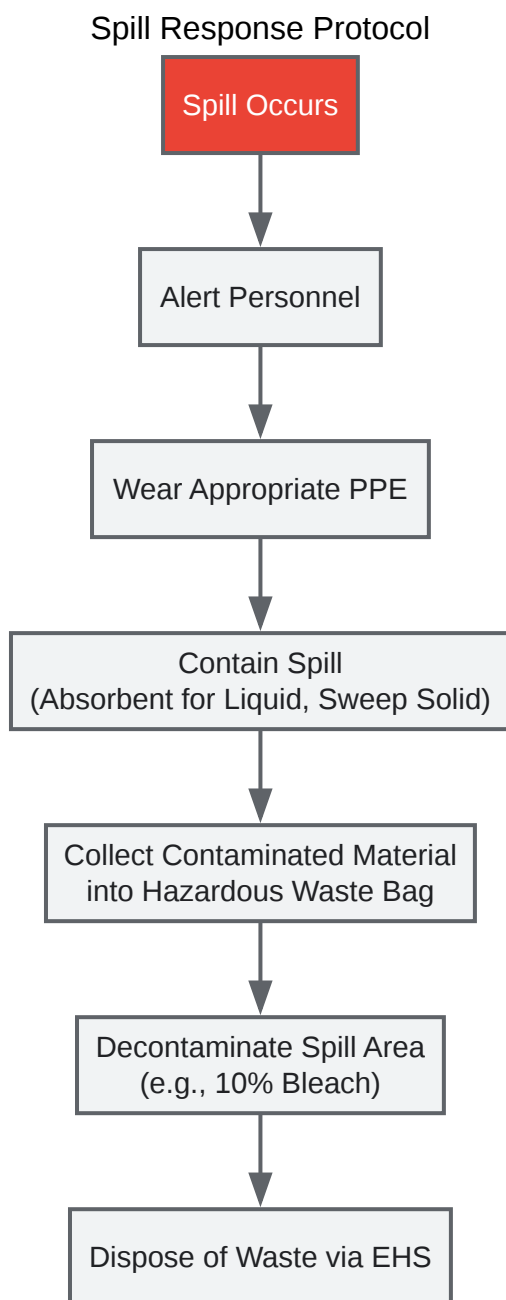 Spill Response Protocol
Spill Occurs
Alert Personnel
Wear Appropriate PPE
Contain Spill
(Absorbent for Liquid, Sweep Solid)
Collect Contaminated Material
into Hazardous Waste Bag
Decontaminate Spill Area
(e.g., 10% Bleach)
Dispose of Waste via EHS